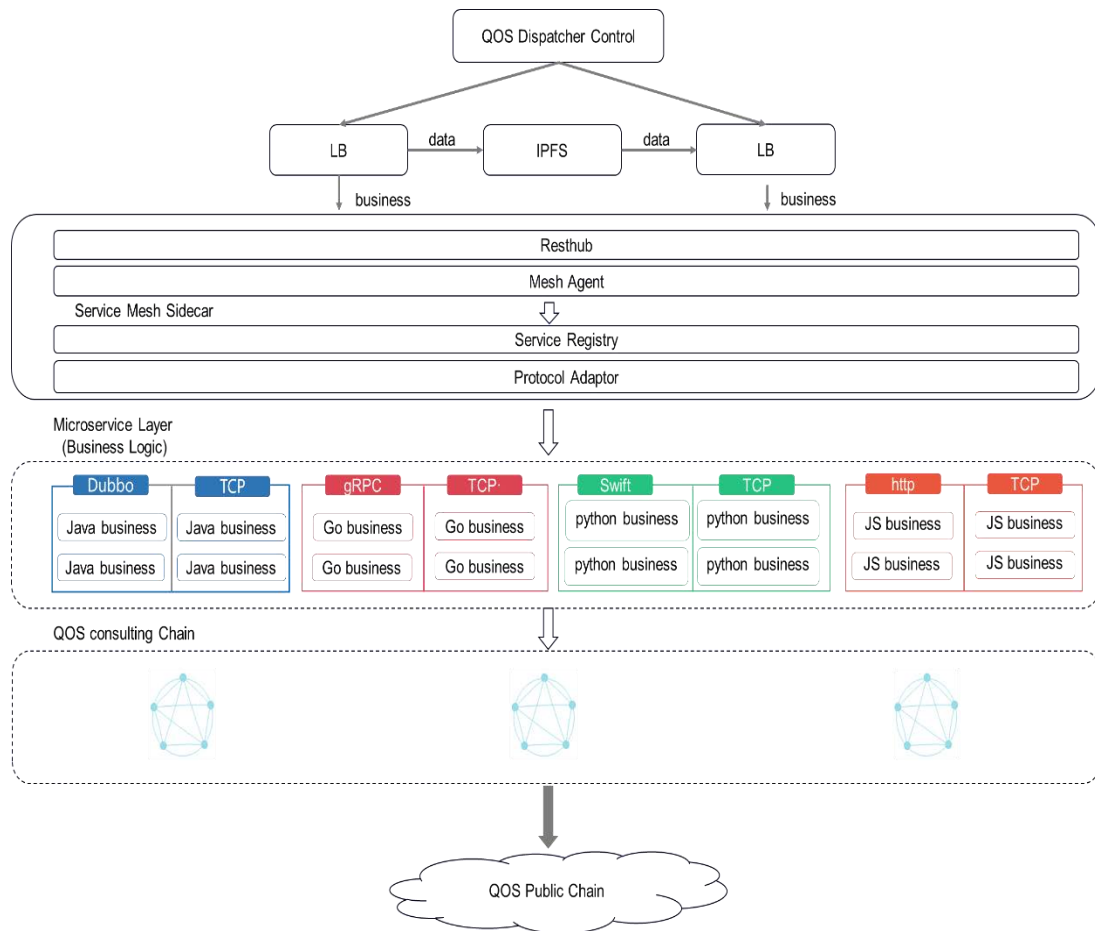 QOS Dispatcher Control
LB
data
IPFS
data
LB
business
business
Resthub
Mesh Agent
Service Mesh Sidecar
Service Registry
Protocol Adaptor
Microservice Layer
(Business Logic)
Dubbo
TCP
gRPC
TCP·
Swift
TCP
http
TCP
Java business
Java business
Go business
Go business
python business
python business
JS business
JS business
Java business
Java business
Go business
Go business
python business
python business
JS business
JS business
QOS consulting Chain
QOS Public Chain